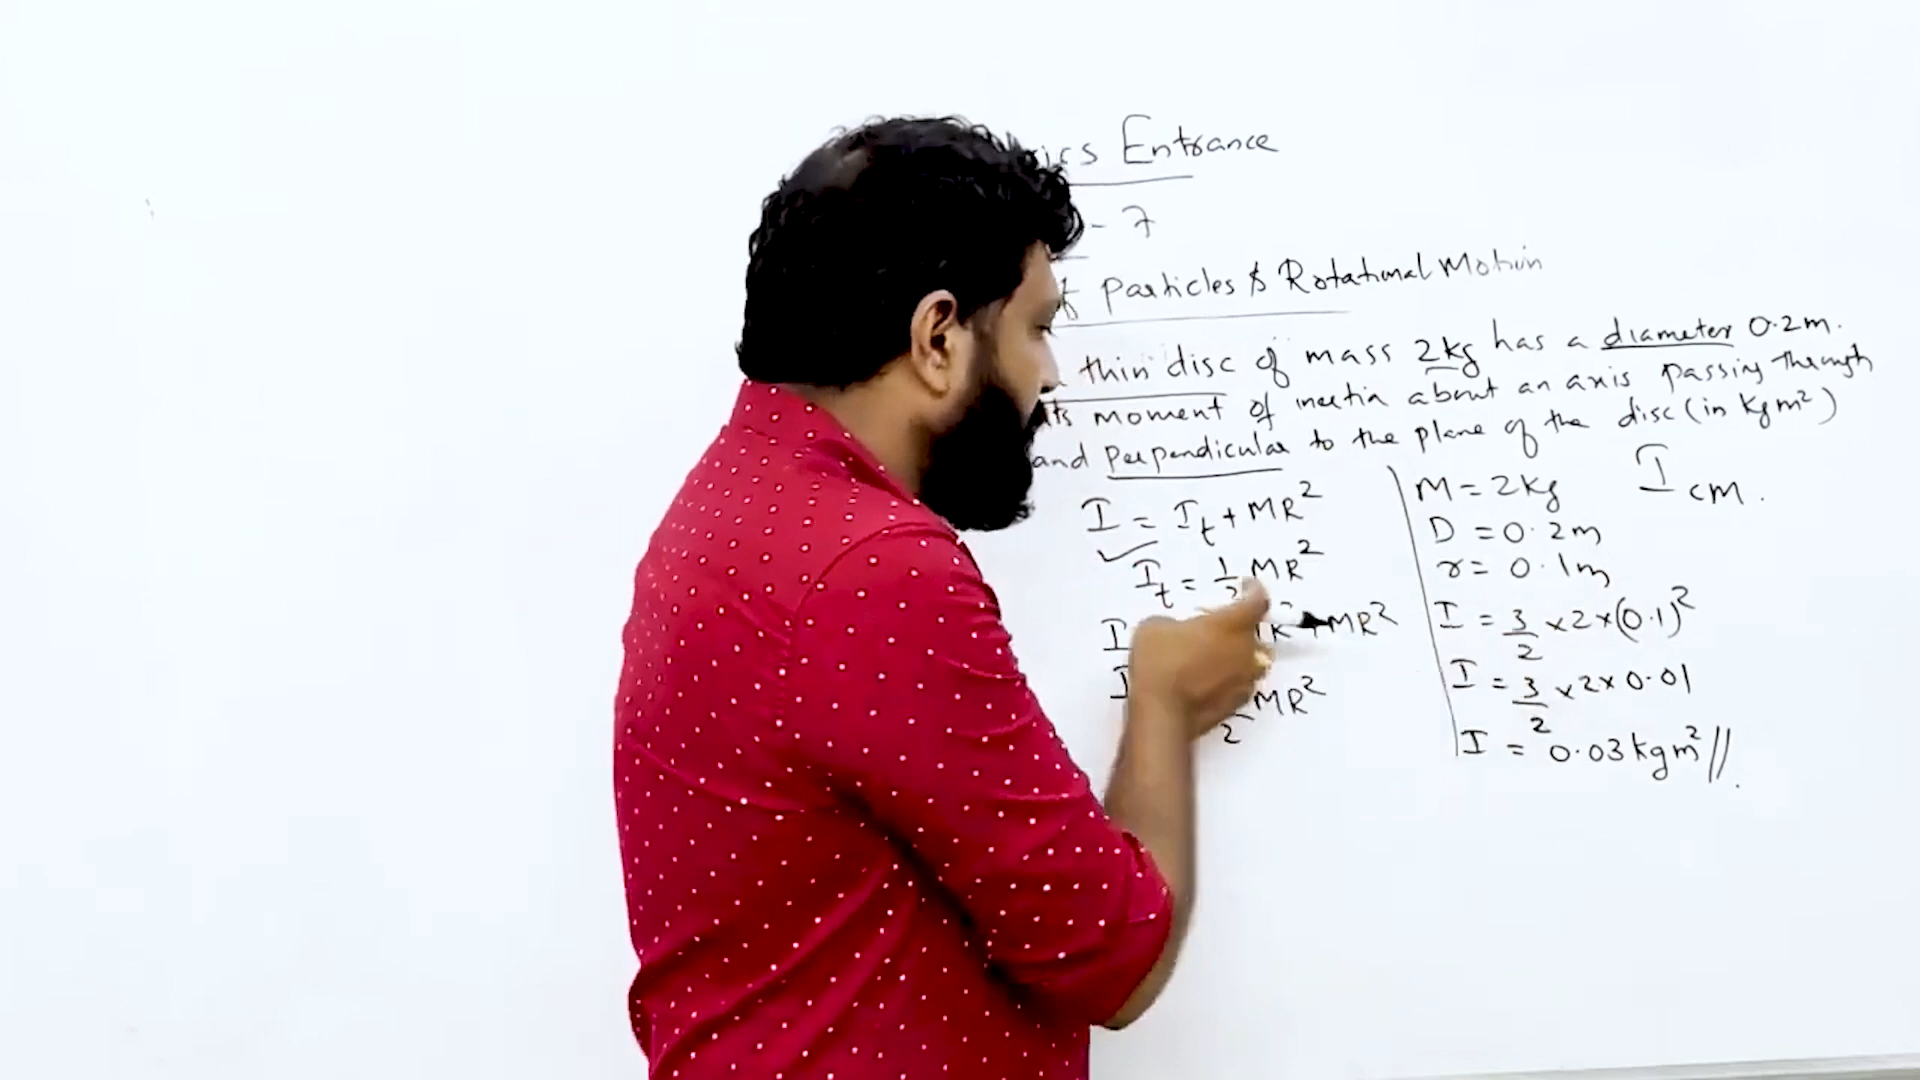 Entrance
- 7
Particles & Rotational Motion
thin disc of mass 2kg has a diameter 0.2m.
Its moment of inertia about an axis passing through
and perpendicular to the plane of the disc (in kgm²)
I = I_t + MR²
I_t = 1/2 MR²
I MR²
I 2 MR²
M = 2kg
D = 0.2m
r = 0.1m
I = 3/2 × 2 × (0.1)²
I = 3/2 × 2 × 0.01
I = 0.03 kgm² //.
I cm.